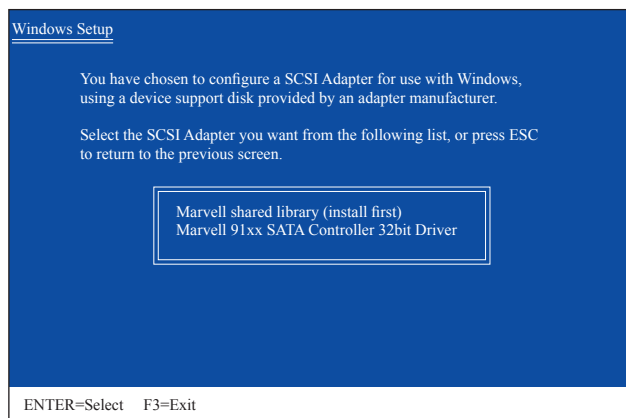 Windows Setup
You have chosen to configure a SCSI Adapter for use with Windows,
using a device support disk provided by an adapter manufacturer.
Select the SCSI Adapter you want from the following list, or press ESC
to return to the previous screen.
Marvell shared library (install first)
Marvell 91xx SATA Controller 32bit Driver
ENTER=Select F3=Exit